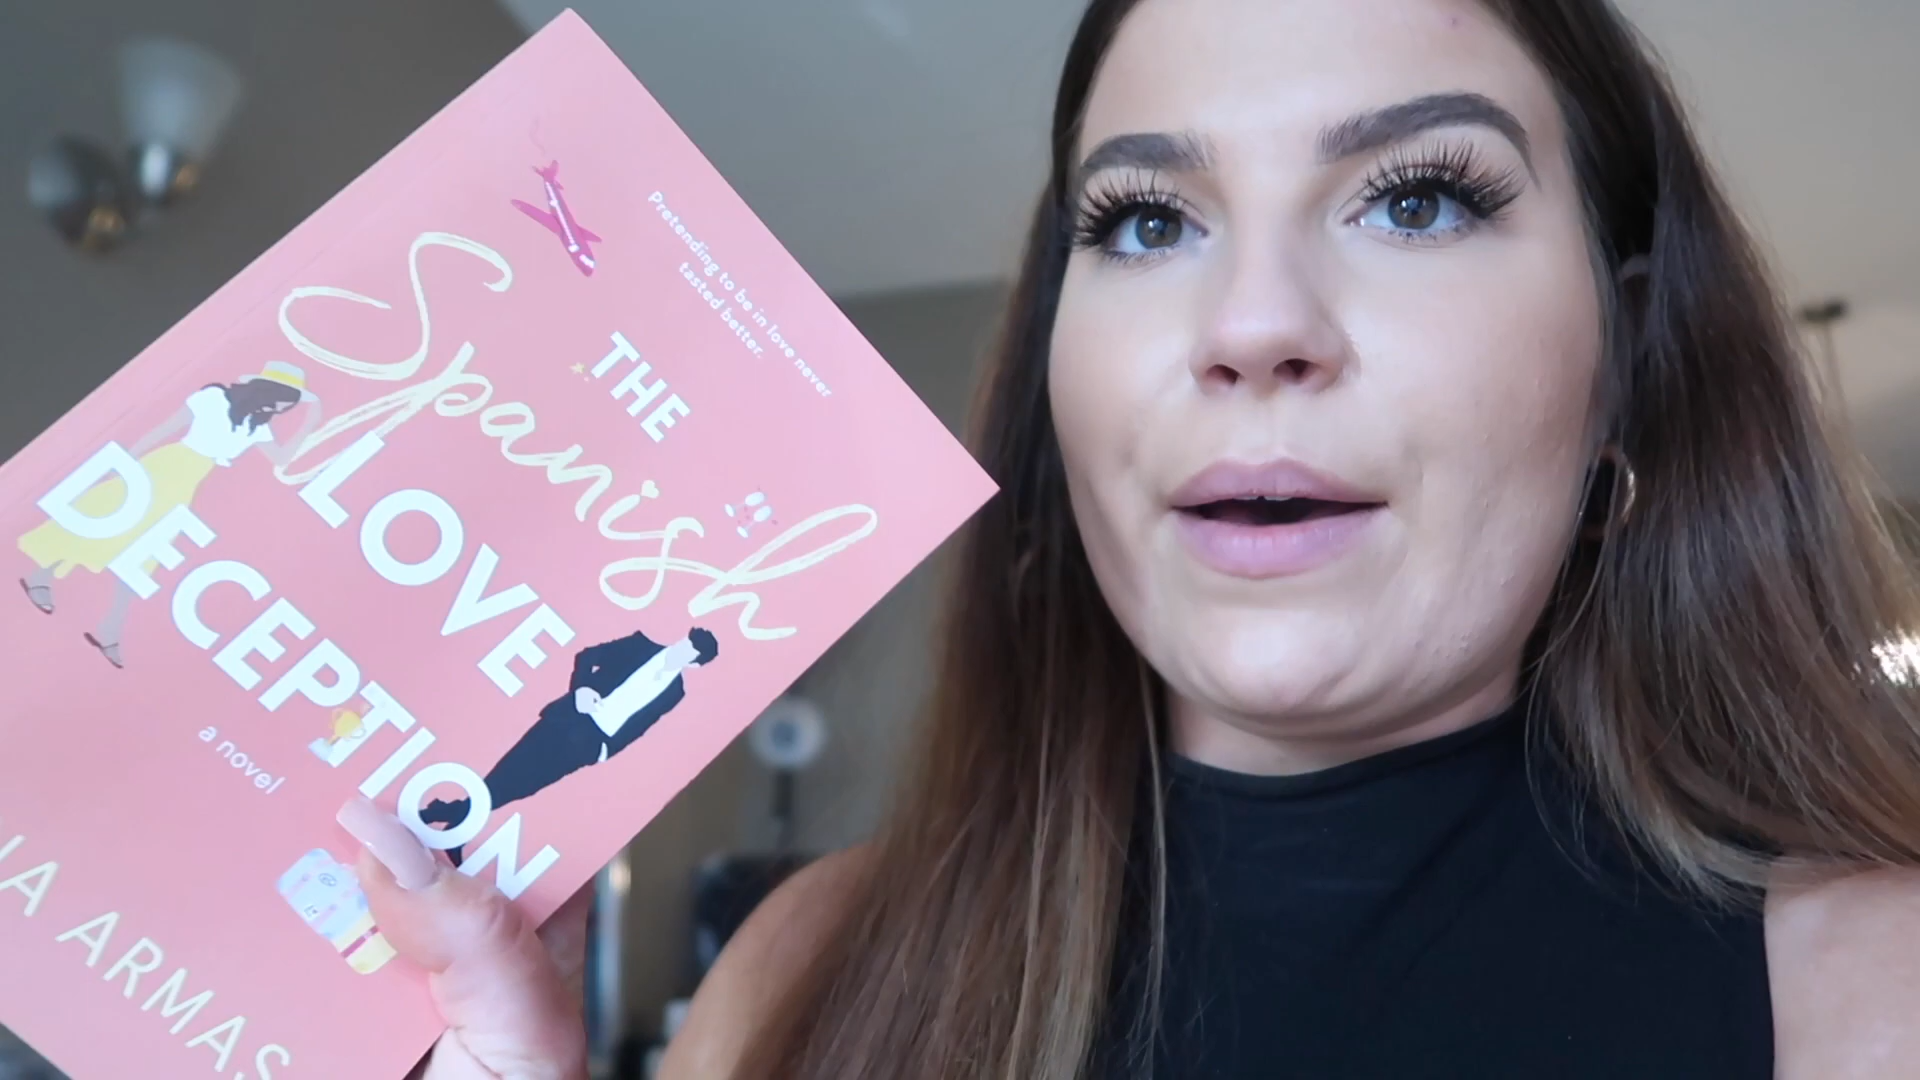 Pretending to be in love never
tasted better.
THE
Spanish
LOVE
DECEPTION
a novel
ARMAS